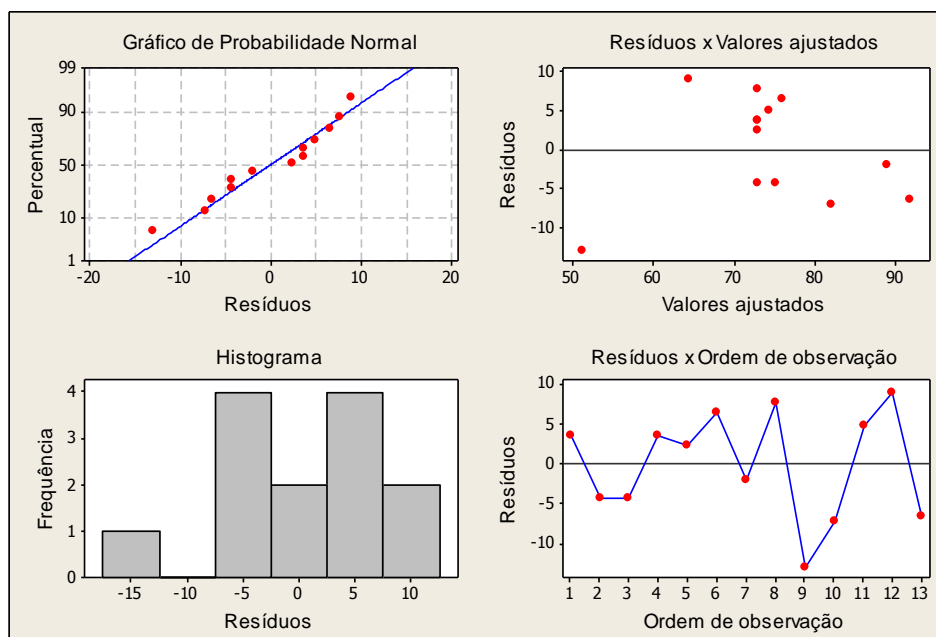 Gráfico de Probabilidade Normal
99
90
50
10
1
Percentual
-20 -10 0 10 20
Resíduos
Resíduos x Valores ajustados
10
5
0
-5
-10
Resíduos
50 60 70 80 90
Valores ajustados
Histograma
4
2
0
Frequência
-15 -10 -5 0 5 10
Resíduos
Resíduos x Ordem de observação
10
5
0
-5
-10
Resíduos
1 2 3 4 5 6 7 8 9 10 11 12 13
Ordem de observação